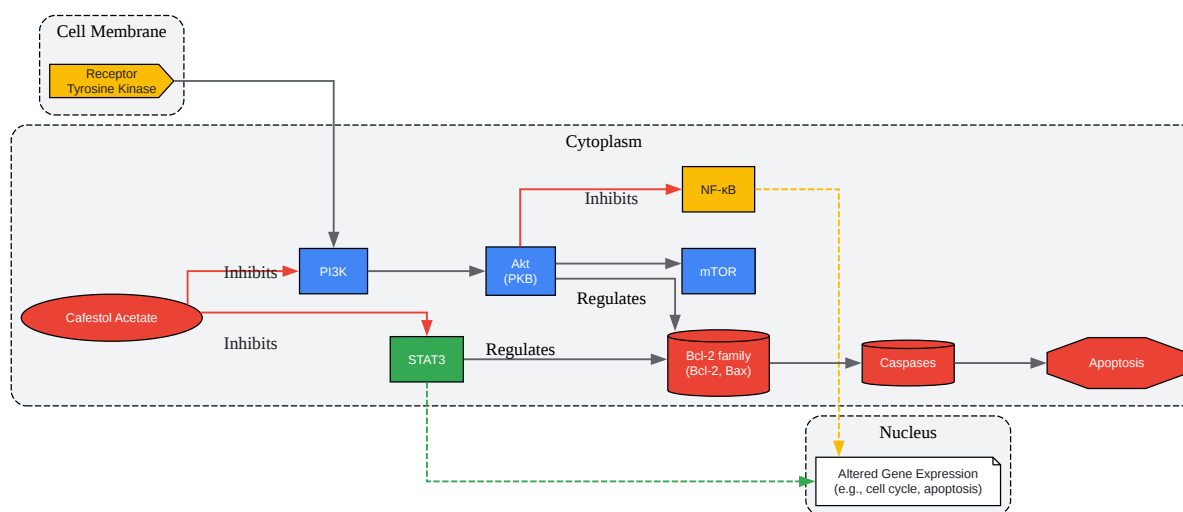 Cell Membrane
Receptor
Tyrosine Kinase
Cytoplasm
NF-κB
Inhibits
Akt
(PKB)
mTOR
PI3K
Inhibits
Regulates
Cafestol Acetate
Inhibits
STAT3
Regulates
Bcl-2 family
(Bcl-2, Bax)
Caspases
Apoptosis
Nucleus
Altered Gene Expression
(e.g., cell cycle, apoptosis)